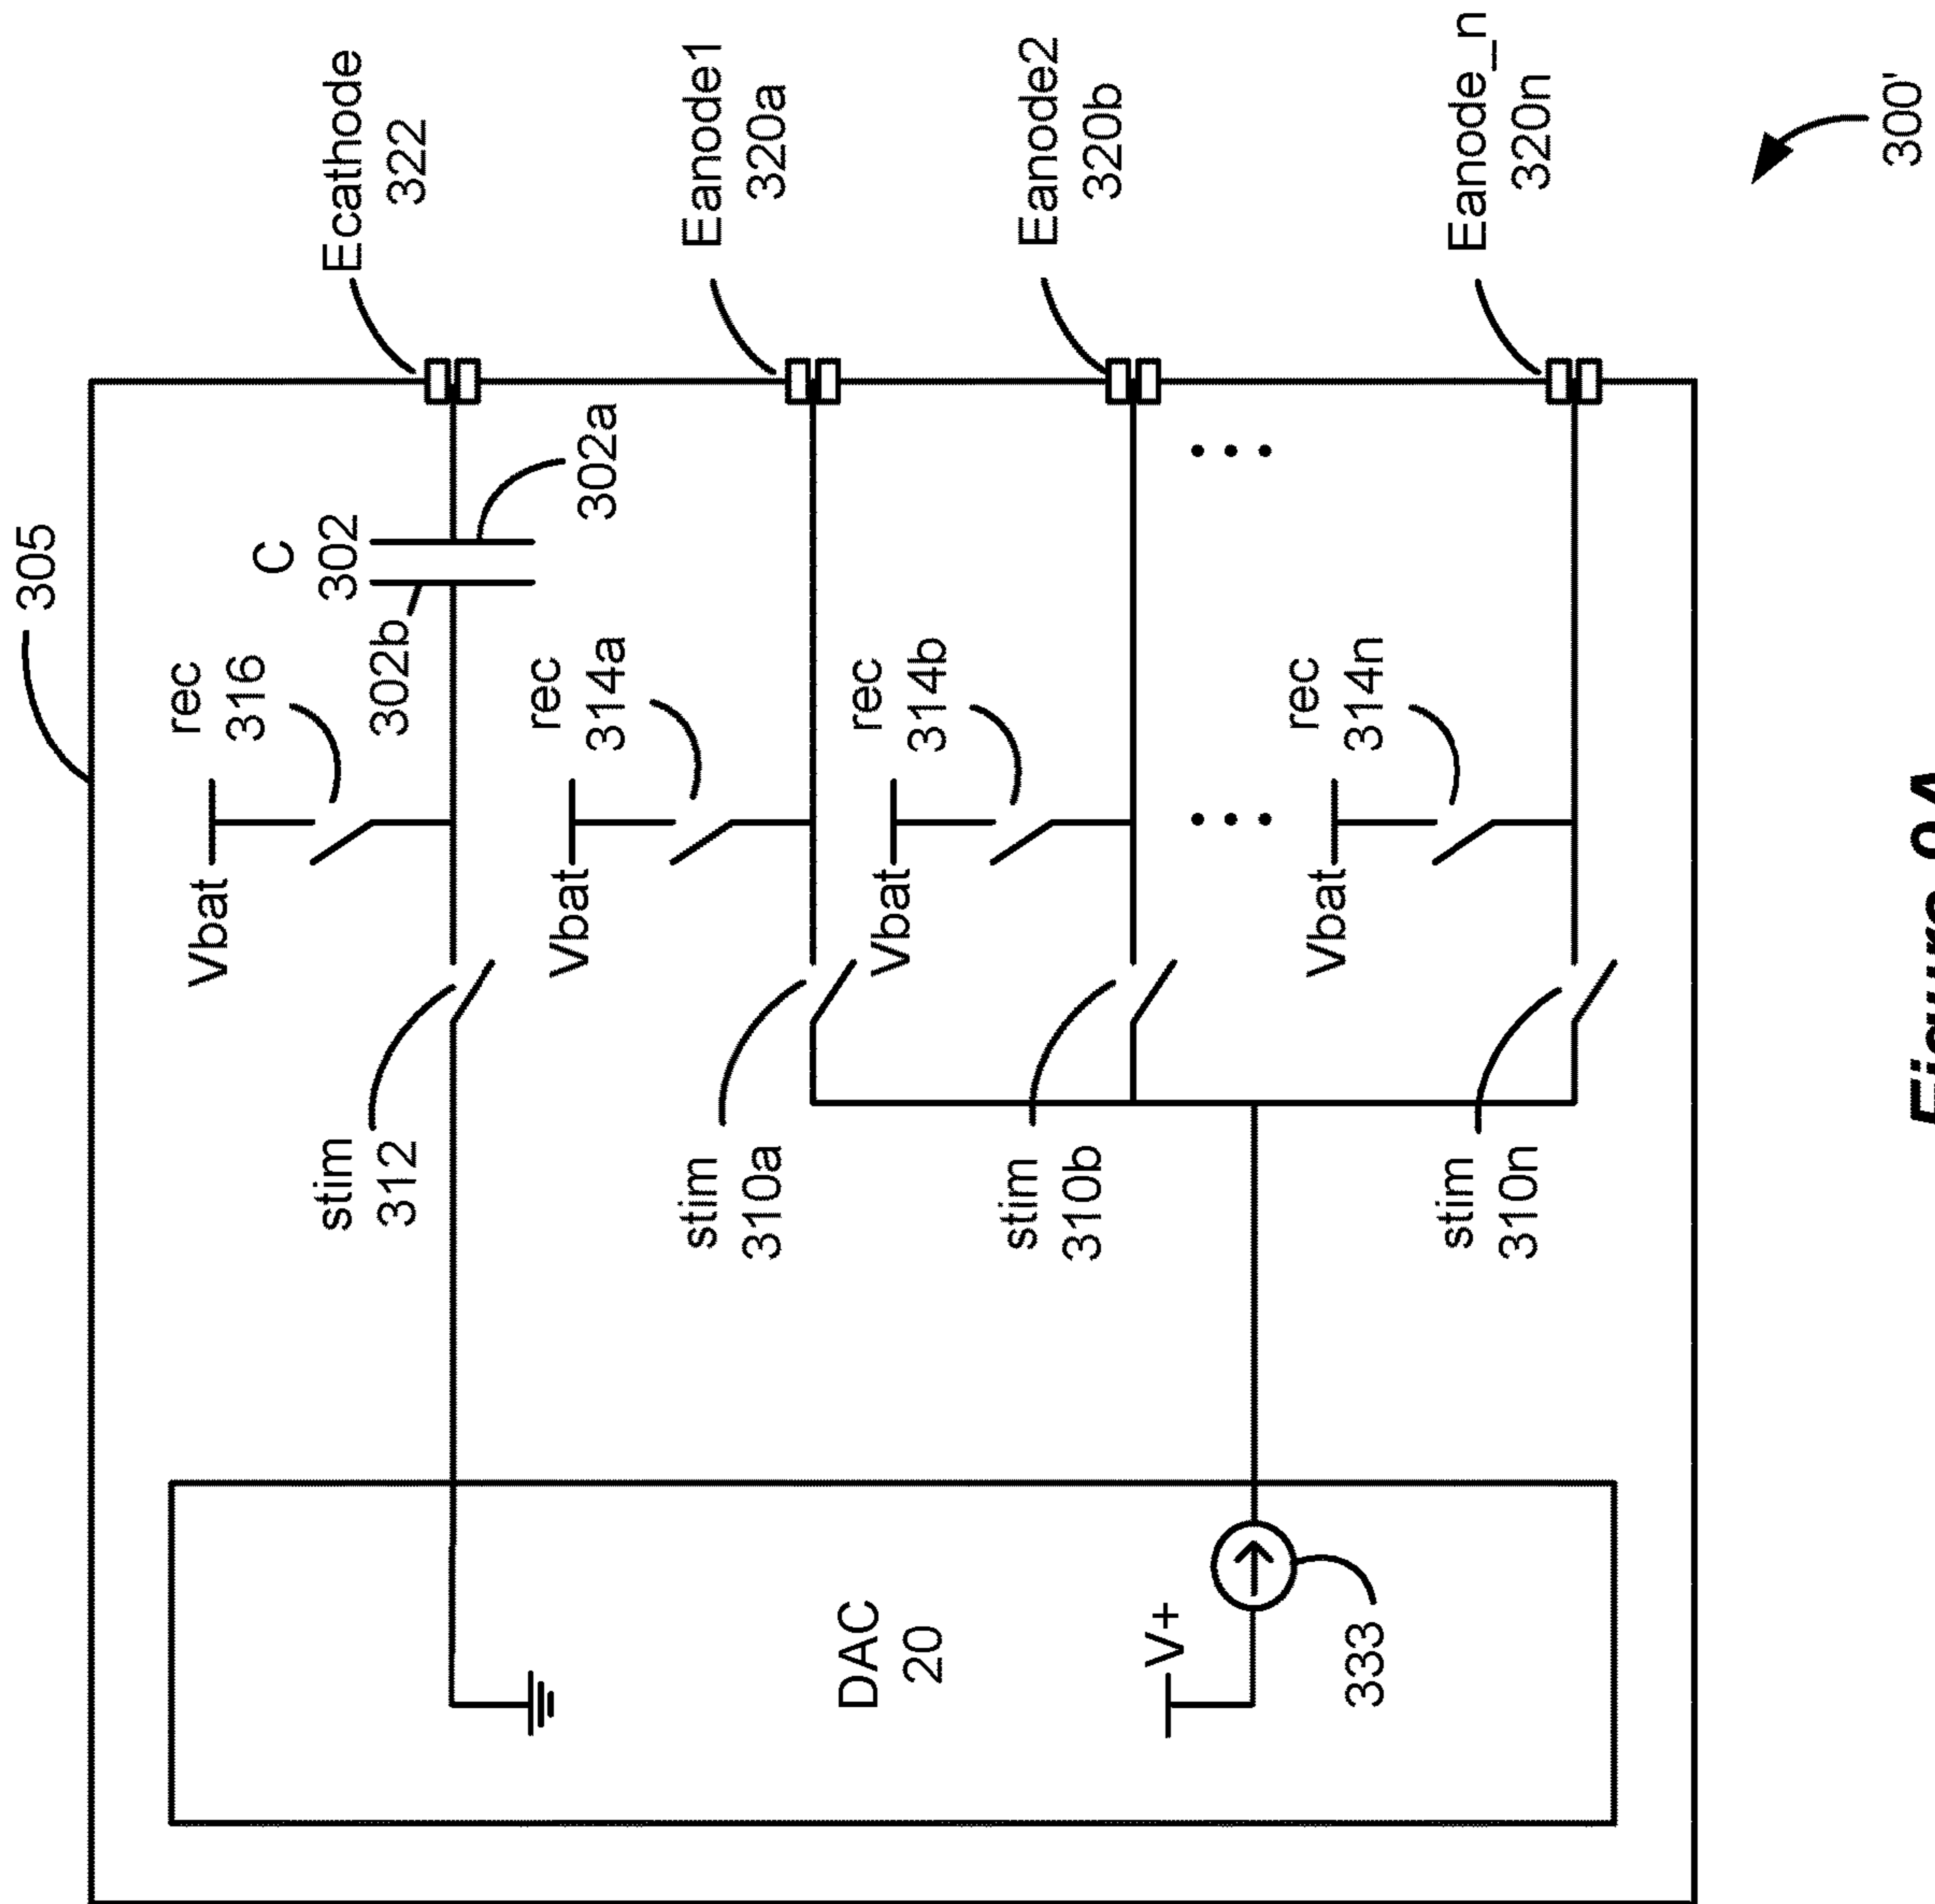 305
Ecathode
322
C
302
302a
302b
rec
316
Vbat
stim
312
Eanode1
320a
rec
314a
Vbat
stim
310a
Eanode2
320b
rec
314b
Vbat
stim
310b
...
...
Eanode_n
320n
rec
314n
Vbat
stim
310n
DAC
20
V+
333
300'
Figure